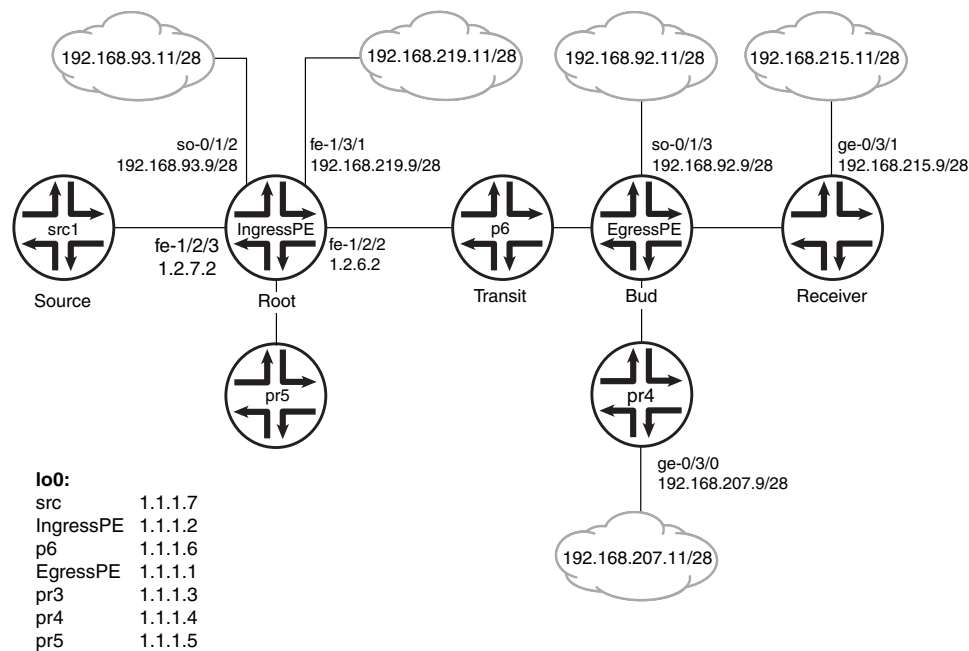 192.168.93.11/28
192.168.219.11/28
192.168.92.11/28
192.168.215.11/28
so-0/1/2
192.168.93.9/28
fe-1/3/1
192.168.219.9/28
so-0/1/3
192.168.92.9/28
ge-0/3/1
192.168.215.9/28
src1
IngressPE
p6
EgressPE
fe-1/2/3
1.2.7.2
fe-1/2/2
1.2.6.2
Source
Root
Transit
Bud
Receiver
pr5
pr4
ge-0/3/0
192.168.207.9/28
192.168.207.11/28
lo0:
src 1.1.1.7
IngressPE 1.1.1.2
p6 1.1.1.6
EgressPE 1.1.1.1
pr3 1.1.1.3
pr4 1.1.1.4
pr5 1.1.1.5